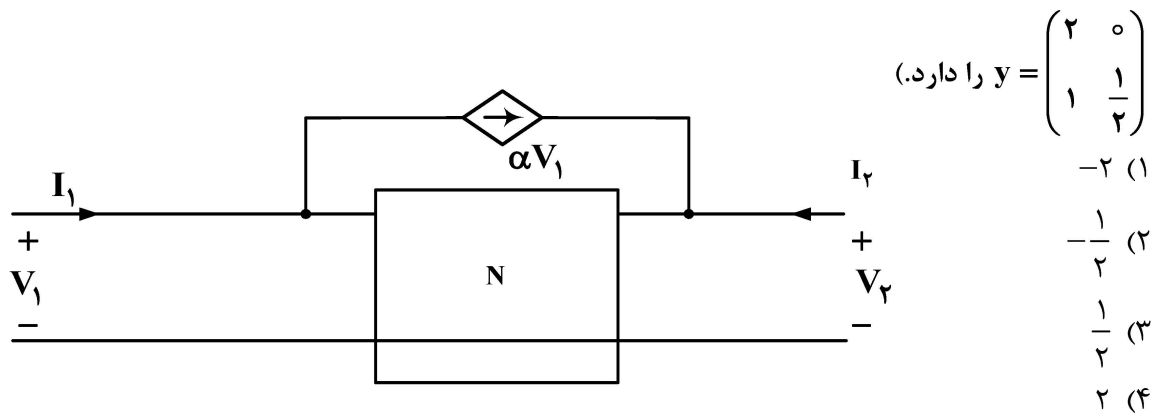 y = (۲ ۰
۱ ۱/۲) را دارد.)
۱) ‎−۲
۲) ‎−۱/۲
۳) ۱/۲
۴) ۲
αV۱
I۱
I۲
+
V۱
−
N
+
V۲
−